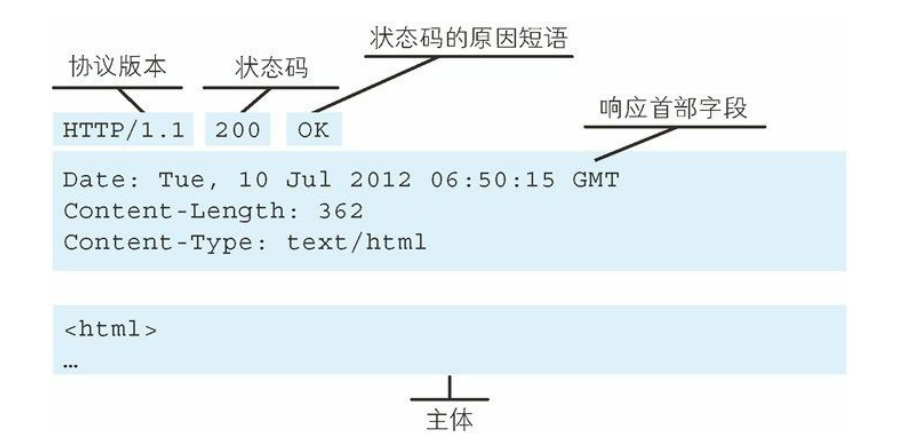 状态码的原因短语
协议版本
状态码
响应首部字段
HTTP/1.1 200 OK
Date: Tue, 10 Jul 2012 06:50:15 GMT
Content-Length: 362
Content-Type: text/html
<html>
…
主体